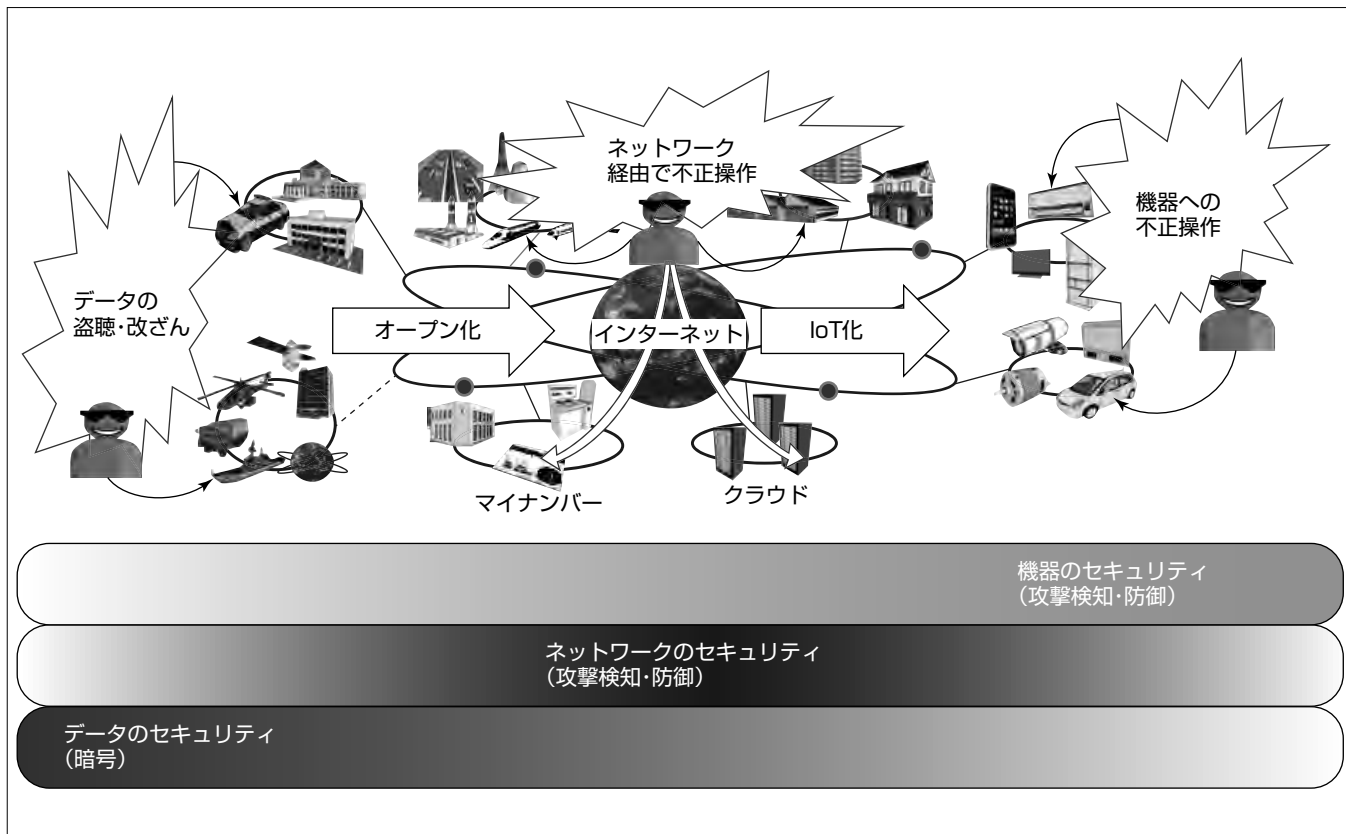 ネットワーク
経由で不正操作
機器への
不正操作
データの
盗聴・改ざん
オープン化
インターネット
IoT化
マイナンバー
クラウド
機器のセキュリティ
(攻撃検知・防御)
ネットワークのセキュリティ
(攻撃検知・防御)
データのセキュリティ
(暗号)